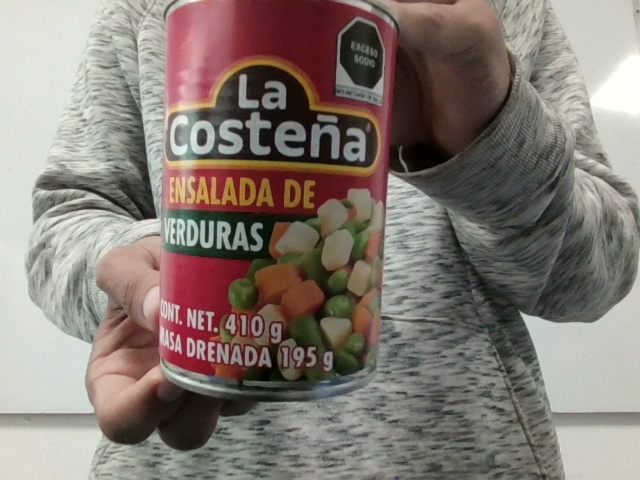 EXCESO
SODIO
La
Costeña
ENSALADA DE
VERDURAS
CONT. NET. 410 g
MASA DRENADA 195 g